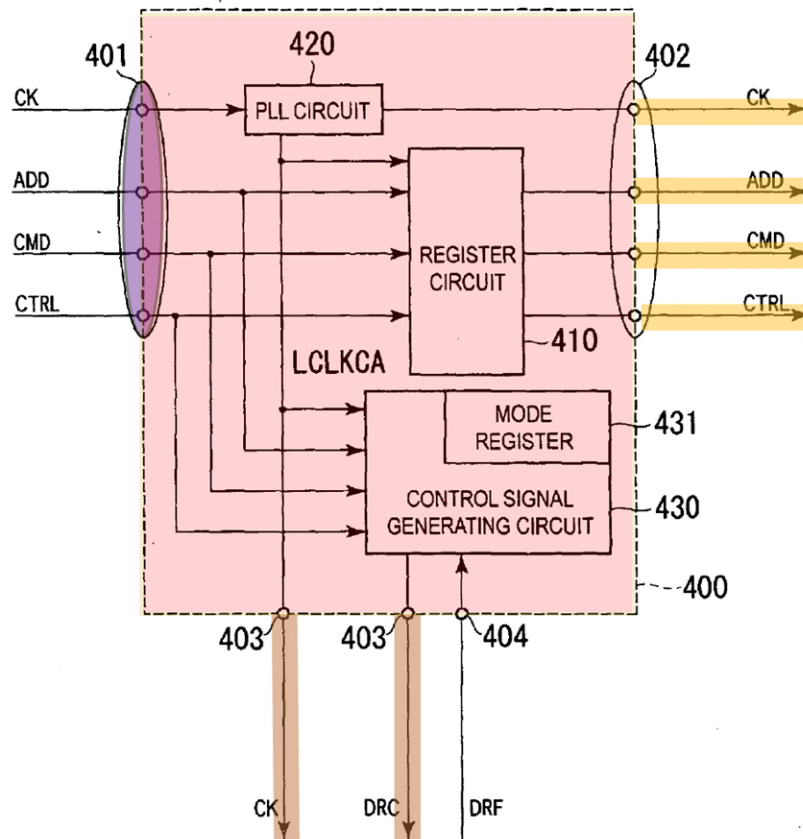 420
401
402
CK
PLL CIRCUIT
CK
ADD
ADD
CMD
REGISTER
CIRCUIT
CMD
CTRL
CTRL
410
LCLKCA
MODE
REGISTER
431
CONTROL SIGNAL
GENERATING CIRCUIT
430
400
403
403
404
CK
DRC
DRF